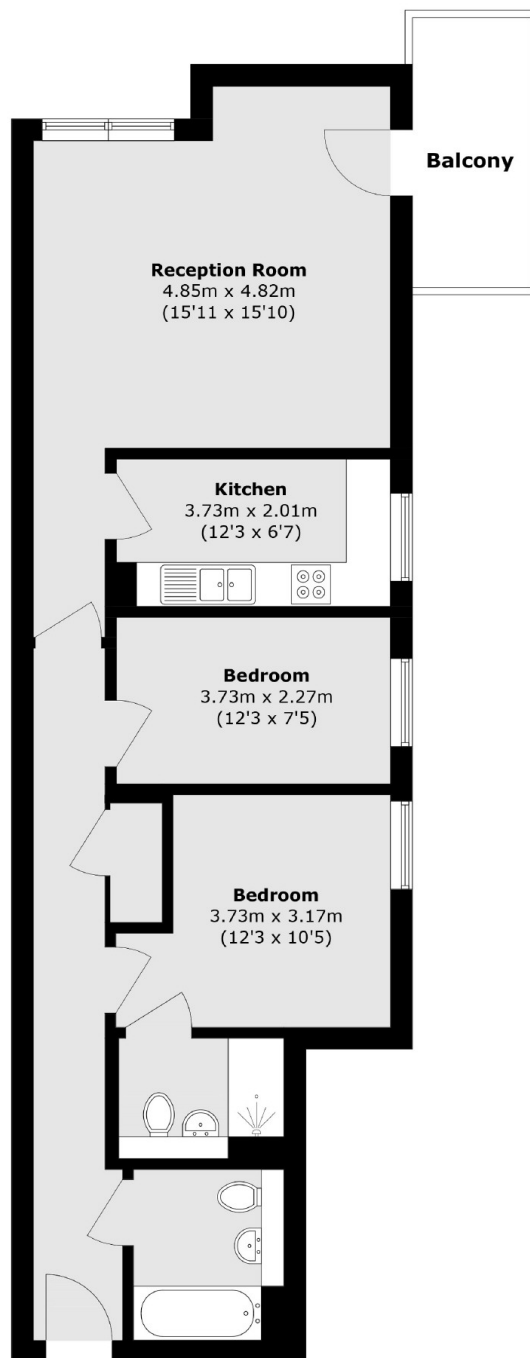 Balcony
Reception Room
4.85m x 4.82m
(15'11 x 15'10)
Kitchen
3.73m x 2.01m
(12'3 x 6'7)
Bedroom
3.73m x 2.27m
(12'3 x 7'5)
Bedroom
3.73m x 3.17m
(12'3 x 10'5)